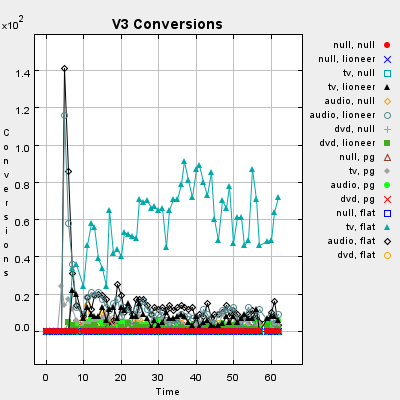 V3 Conversions
×10²
1.4
1.2
1.0
0.8
0.6
0.4
0.2
0.0
Conversions
0 10 20 30 40 50 60
Time
null, null
null, lioneer
tv, null
tv, lioneer
audio, null
audio, lioneer
dvd, null
dvd, lioneer
null, pg
tv, pg
audio, pg
dvd, pg
null, flat
tv, flat
audio, flat
dvd, flat